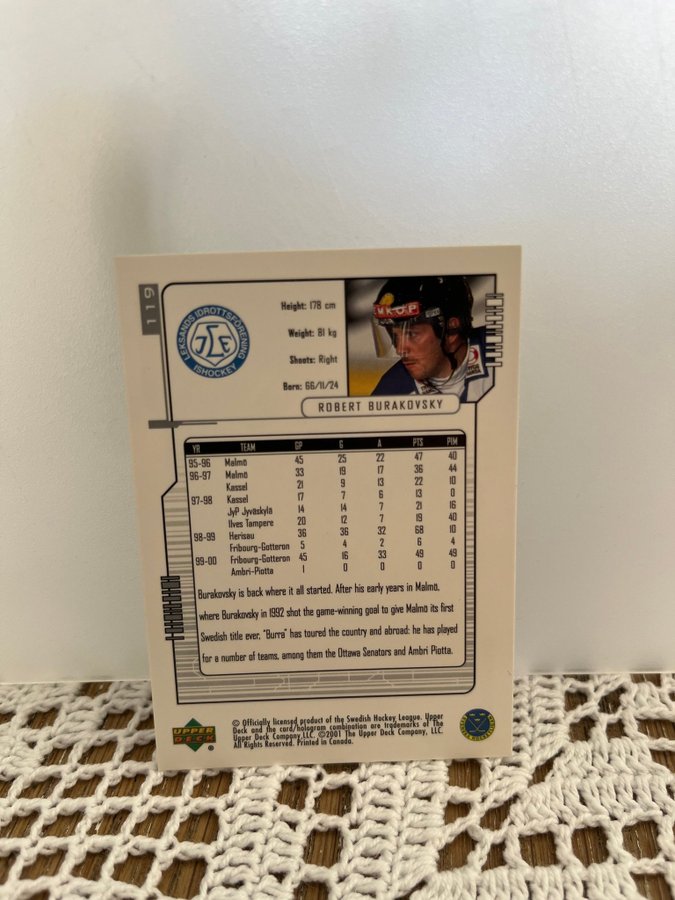 119
LEKSANDS IDROTTSFÖRENING
ISHOCKEY
Height: 178 cm
Weight: 81 kg
Shoots: Right
Born: 66/11/24
ROBERT BURAKOVSKY
YR TEAM GP G A PTS PIM
95-96 Malmö 45 25 22 47 40
96-97 Malmö 33 19 17 36 44
Kassel 21 9 13 22 10
97-98 Kassel 17 7 6 13 0
JyP Jyväskylä 14 14 7 21 16
Ilves Tampere 20 12 7 19 40
98-99 Herisau 36 36 32 68 10
Fribourg-Gotteron 5 4 2 6 4
99-00 Fribourg-Gotteron 45 16 33 49 49
Ambri-Piotta 1 0 0 0 0
Burakovsky is back where it all started. After his early years in Malmö,
where Burakovsky in 1992 shot the game-winning goal to give Malmö its first
Swedish title ever, "Burra" has toured the country and abroad: he has played
for a number of teams, among them the Ottawa Senators and Ambri Piotta.
UPPER
DECK
®
© Officially licensed product of the Swedish Hockey League. Upper
Deck and the card/hologram combination are trademarks of The
Upper Deck Company, LLC. ©2001 The Upper Deck Company, LLC.
All Rights Reserved. Printed in Canada.